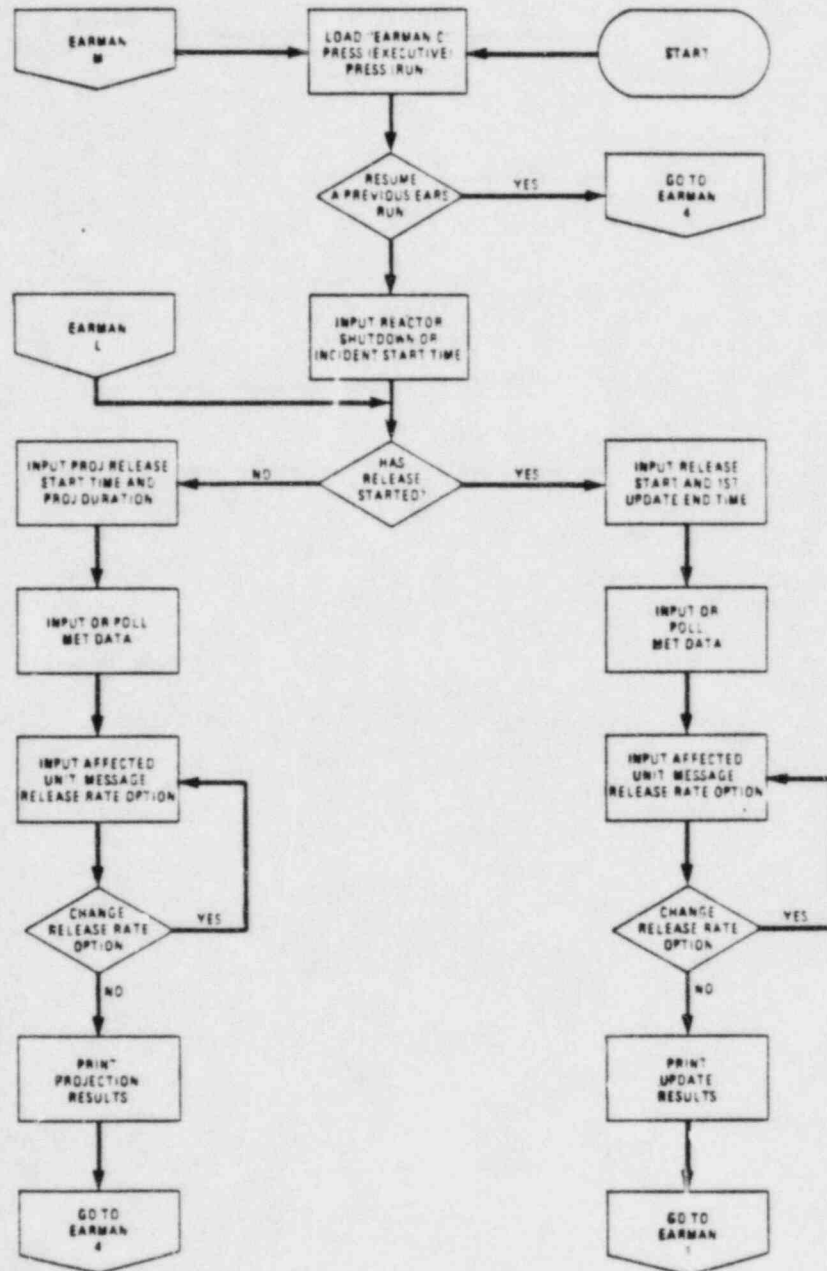 EARMAN
M
LOAD "EARMAN C"
PRESS (EXECUTIVE)
PRESS (RUN)
START
RESUME
A PREVIOUS EARS
RUN
YES
GO TO
EARMAN
4
EARMAN
L
INPUT REACTOR
SHUTDOWN OR
INCIDENT START TIME
INPUT PROJ RELEASE
START TIME AND
PROJ DURATION
NO
HAS
RELEASE
STARTED?
YES
INPUT RELEASE
START AND 1ST
UPDATE END TIME
INPUT OR POLL
MET DATA
INPUT OR
POLL
MET DATA
INPUT AFFECTED
UNIT MESSAGE
RELEASE RATE OPTION
INPUT AFFECTED
UNIT MESSAGE
RELEASE RATE OPTION
CHANGE
RELEASE RATE
OPTION
YES
CHANGE
RELEASE RATE
OPTION
YES
NO
NO
PRINT
PROJECTION
RESULTS
PRINT
UPDATE
RESULTS
GO TO
EARMAN
4
GO TO
EARMAN
1